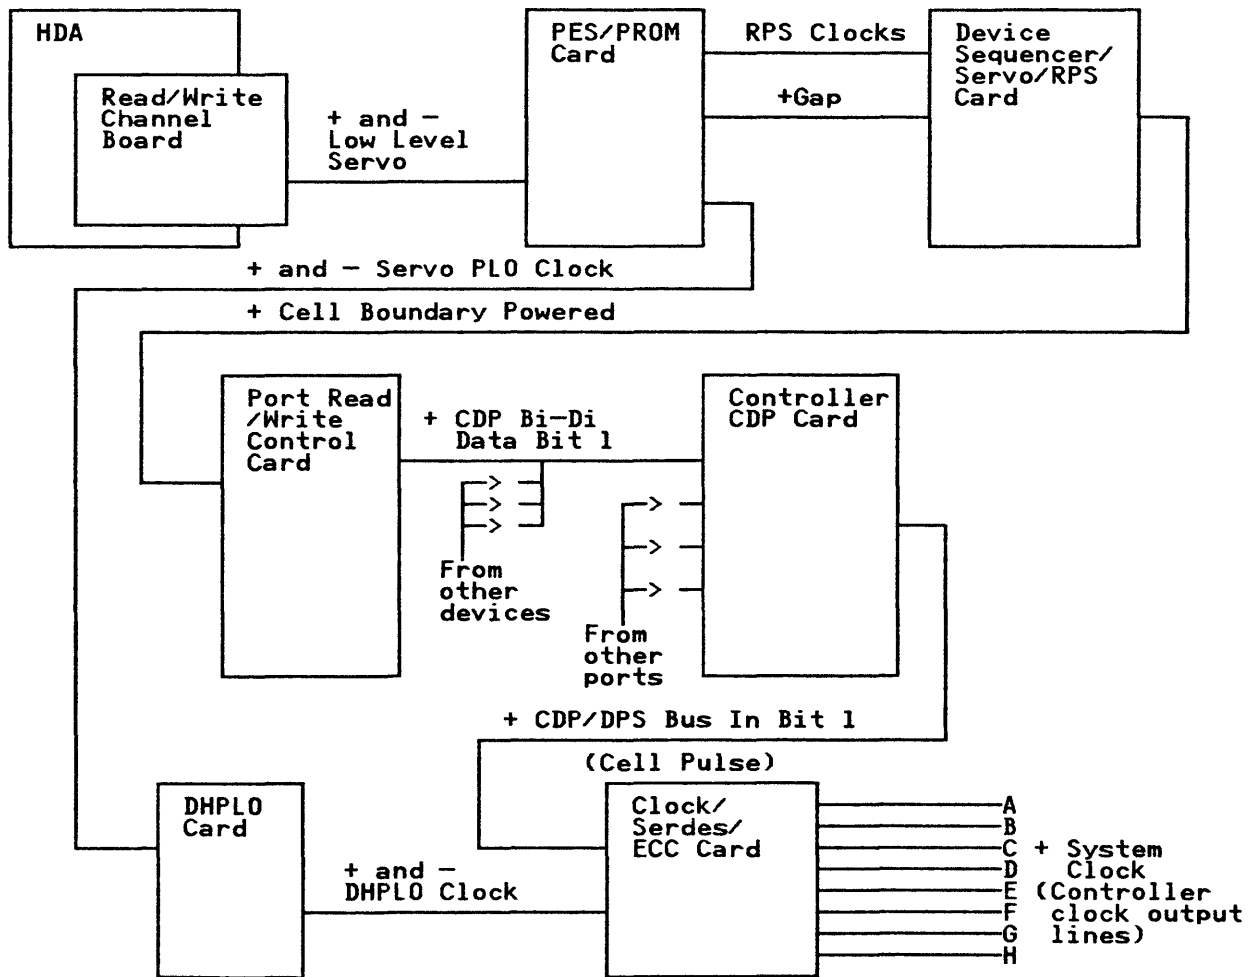 HDA
Read/Write
Channel
Board
+ and –
Low Level
Servo
PES/PROM
Card
RPS Clocks
+Gap
Device
Sequencer/
Servo/RPS
Card
+ and – Servo PLO Clock
+ Cell Boundary Powered
Port Read
/Write
Control
Card
+ CDP Bi–Di
Data Bit 1
From
other
devices
Controller
CDP Card
From
other
ports
+ CDP/DPS Bus In Bit 1
(Cell Pulse)
DHPLO
Card
+ and –
DHPLO Clock
Clock/
Serdes/
ECC Card
A
B
C + System
D Clock
E (Controller
F clock output
G lines)
H